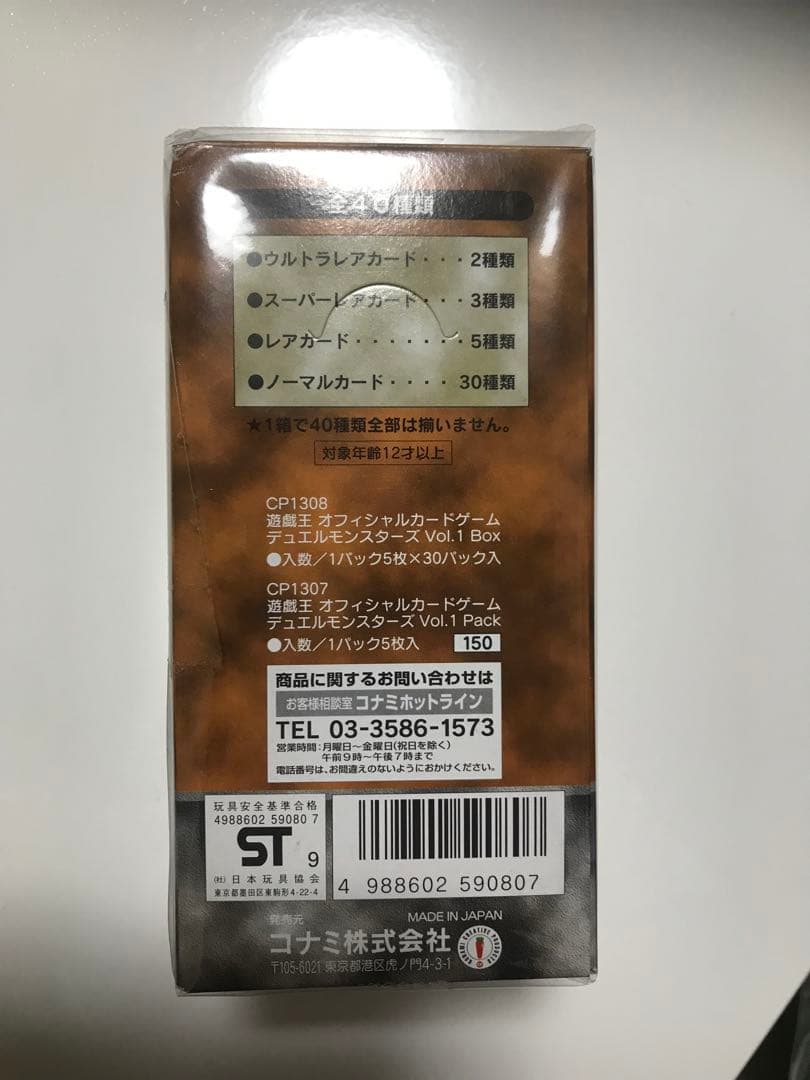 全40種類
●ウルトラレアカード・・・2種類
●スーパーレアカード・・・3種類
●レアカード・・・・・・・5種類
●ノーマルカード・・・・30種類
★1箱で40種類全部は揃いません。
対象年齢12才以上
CP1308
遊戯王 オフィシャルカードゲーム
デュエルモンスターズ Vol.1 Box
●入数/1パック5枚×30パック入
CP1307
遊戯王 オフィシャルカードゲーム
デュエルモンスターズ Vol.1 Pack
●入数/1パック5枚入 150
商品に関するお問い合わせは
お客様相談室 コナミホットライン
TEL 03-3586-1573
営業時間:月曜日~金曜日(祝日を除く)
午前9時~午後7時まで
電話番号は、お間違えのないようにおかけください。
玩具安全基準合格
4988602 59080 7
ST 9
(社)日本玩具協会
東京都墨田区東駒形4-22-4
4 988602 590807
MADE IN JAPAN
発売元
コナミ株式会社
〒105-6021 東京都港区虎ノ門4-3-1
KONAMI CREATIVE PRODUCTS